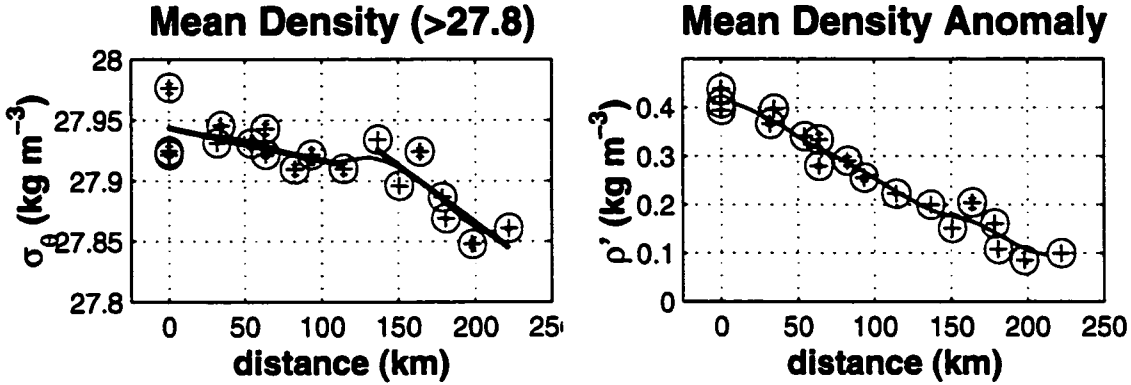 Mean Density (>27.8)
28
27.95
27.9
27.85
27.8
σ_θ (kg m⁻³)
0 50 100 150 200 25
distance (km)
Mean Density Anomaly
0.4
0.3
0.2
0.1
0
ρ' (kg m⁻³)
0 50 100 150 200 250
distance (km)